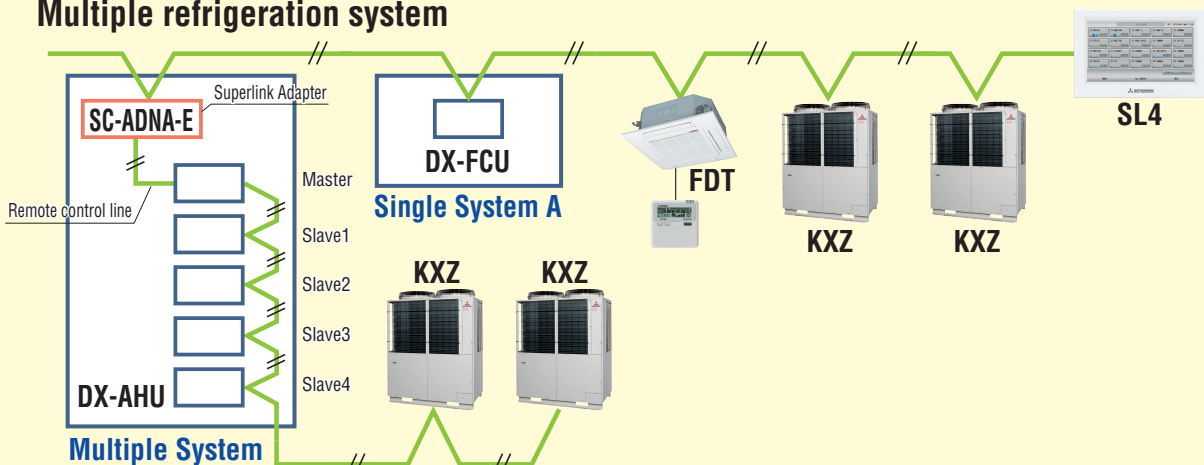 Multiple refrigeration system
Superlink Adapter
SC-ADNA-E
SL4
DX-FCU
Master
FDT
Remote control line
Single System A
Slave1
KXZ
KXZ
KXZ
KXZ
Slave2
Slave3
Slave4
DX-AHU
Multiple System